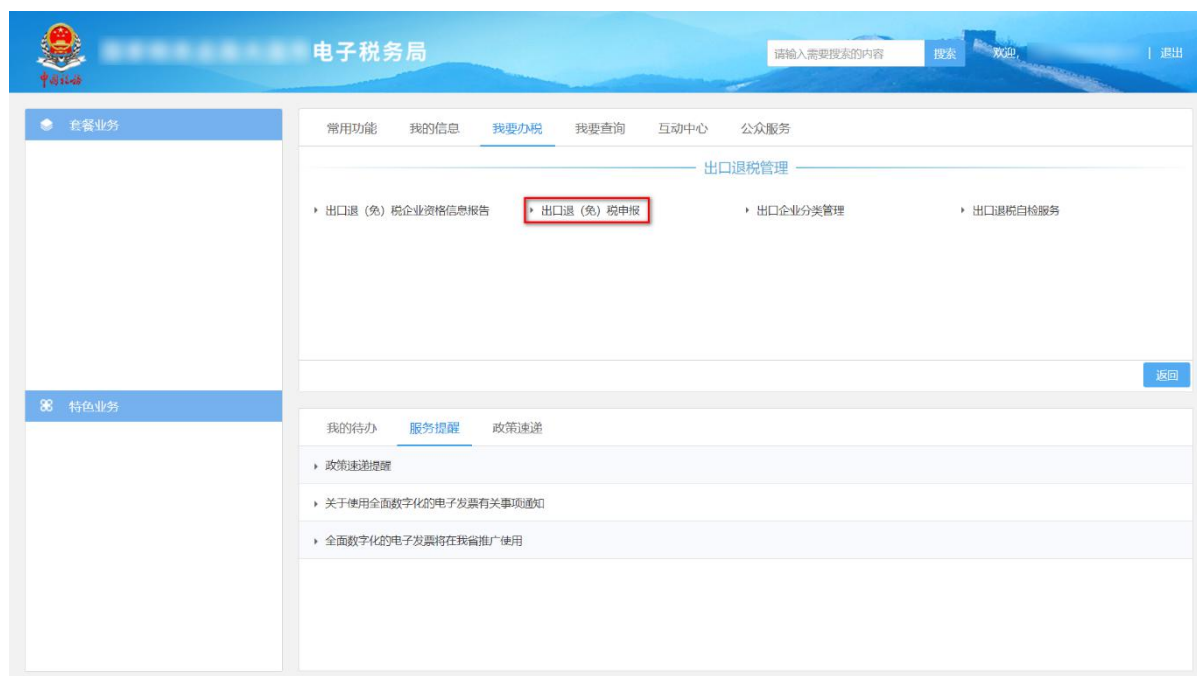 中国税务
电子税务局
请输入需要搜索的内容 搜索 欢迎, | 退出
套餐业务
常用功能 我的信息 我要办税 我要查询 互动中心 公众服务
出口退税管理
出口退（免）税企业资格信息报告 出口退（免）税申报 出口企业分类管理 出口退税自检服务
返回
特色业务
我的待办 服务提醒 政策速递
政策速递提醒
关于使用全面数字化的电子发票有关事项通知
全面数字化的电子发票将在我省推广使用